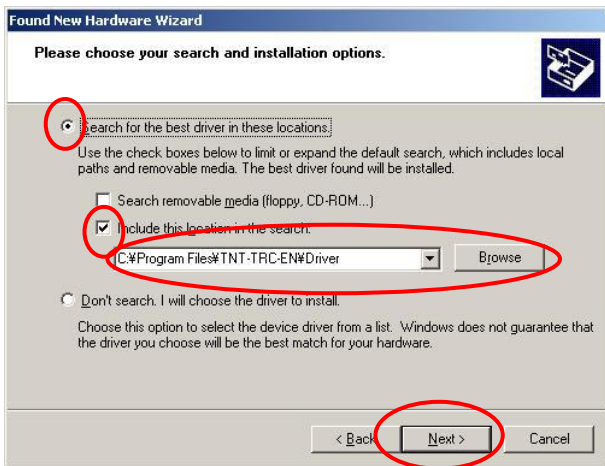 Found New Hardware Wizard
Please choose your search and installation options.
Search for the best driver in these locations.
Use the check boxes below to limit or expand the default search, which includes local
paths and removable media. The best driver found will be installed.
Search removable media (floppy, CD-ROM...)
Include this location in the search:
C:¥Program Files¥TNT-TRC-EN¥Driver
Browse
Don't search. I will choose the driver to install.
Choose this option to select the device driver from a list. Windows does not guarantee that
the driver you choose will be the best match for your hardware.
< Back
Next >
Cancel